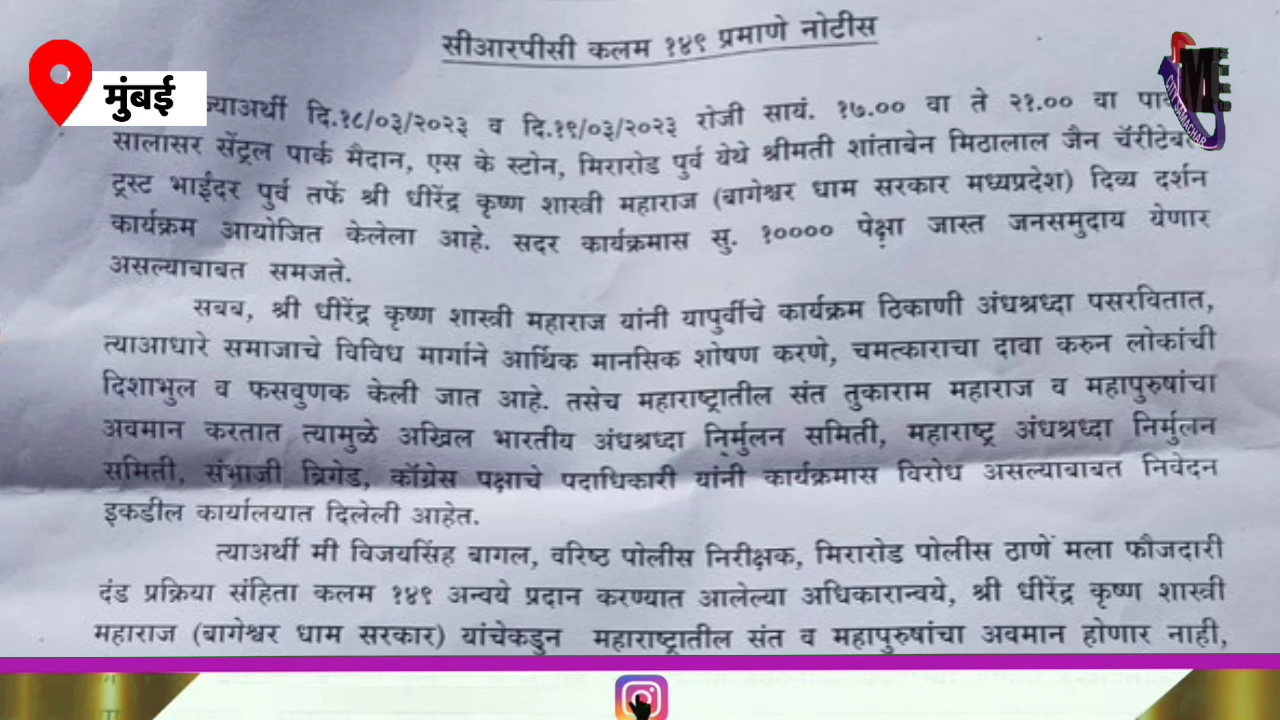 सीआरपीसी कलम १४९ प्रमाणे नोटीस
मुंबई
ज्याअर्थी दि.१८/०३/२०२३ व दि.१९/०३/२०२३ रोजी सायं. १७.०० वा ते २१.०० वा
सालासर सेंट्रल पार्क मैदान, एस के स्टोन, मिरारोड पुर्व येथे श्रीमती शांताबेन मिठालाल जैन
ट्रस्ट भाईंदर पुर्व तर्फे श्री धीरेंद्र कृष्ण शास्त्री महाराज (बागेश्वर धाम सरकार मध्यप्रदेश) दिव्य दर्शन
कार्यक्रम आयोजित केलेला आहे. सदर कार्यक्रमास सु. १०००० पेक्षा जास्त जनसमुदाय येणार
असल्याबाबत समजते.
सबब, श्री धीरेंद्र कृष्ण शास्त्री महाराज यांनी यापुर्वीचे कार्यक्रम ठिकाणी अंधश्रध्दा पसरवितात,
त्याआधारे समाजाचे विविध मार्गाने आर्थिक मानसिक शोषण करणे, चमत्काराचा दावा करुन लोकांची
दिशाभुल व फसवुणक केली जात आहे. तसेच महाराष्ट्रातील संत तुकाराम महाराज व महापुरुषांचा
अवमान करतात त्यामुळे अखिल भारतीय अंधश्रध्दा निर्मुलन समिती, महाराष्ट्र अंधश्रध्दा निर्मुलन
समिती, संभाजी ब्रिगेड, काँग्रेस पक्षाचे पदाधिकारी यांनी कार्यक्रमास विरोध असल्याबाबत निवेदन
इकडील कार्यालयात दिलेली आहेत.
त्याअर्थी मी विजयसिंह बागल, वरिष्ठ पोलीस निरीक्षक, मिरारोड पोलीस ठाणें मला फौजदारी
दंड प्रक्रिया संहिता कलम १४९ अन्वये प्रदान करण्यात आलेल्या अधिकारान्वये, श्री धीरेंद्र कृष्ण शास्त्री
महाराज (बागेश्वर धाम सरकार) यांचेकडुन महाराष्ट्रातील संत व महापुरुषांचा अवमान होणार नाही,